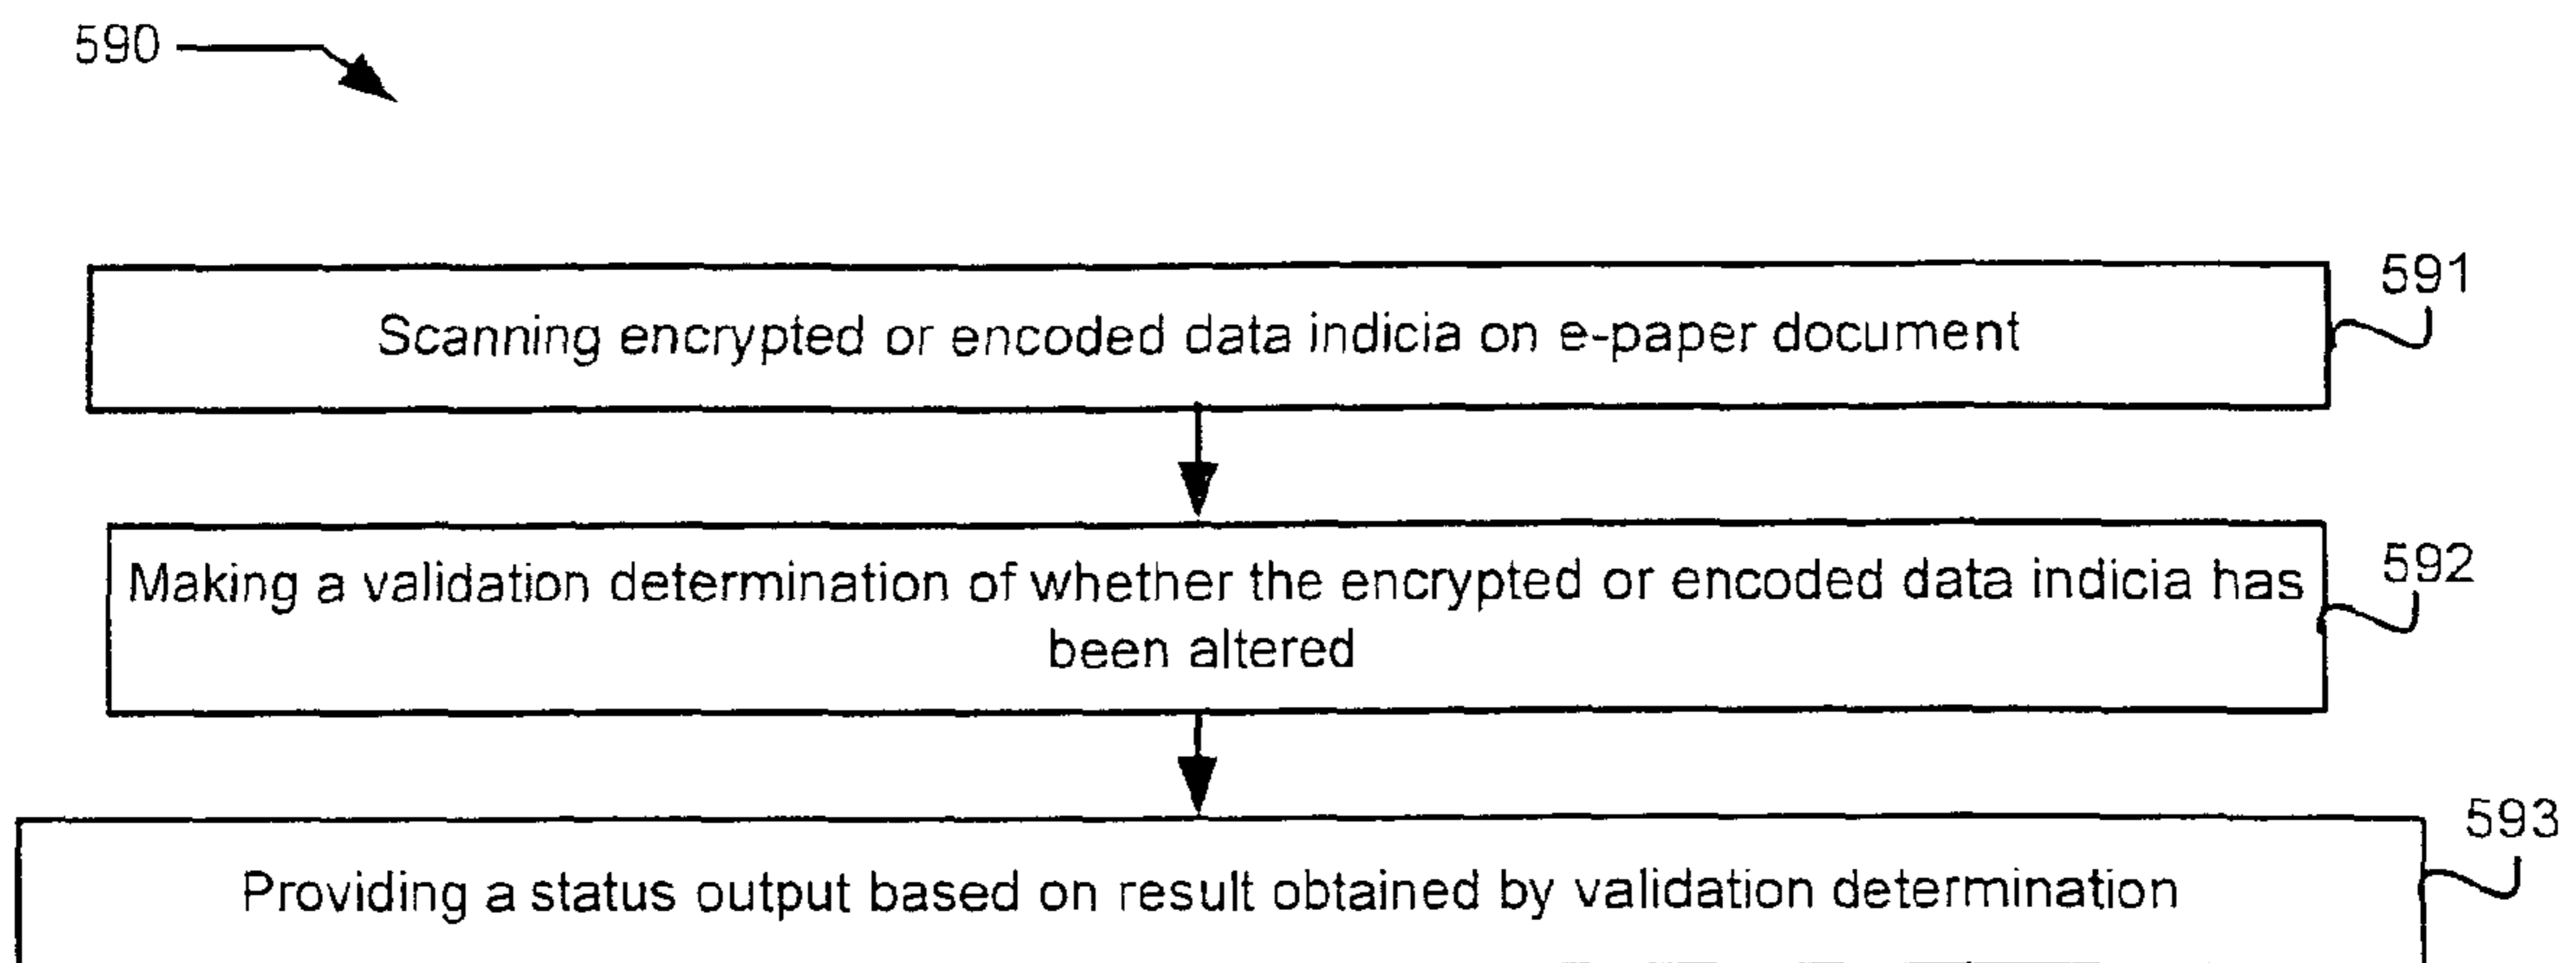 590
591
Scanning encrypted or encoded data indicia on e-paper document
592
Making a validation determination of whether the encrypted or encoded data indicia has
been altered
593
Providing a status output based on result obtained by validation determination